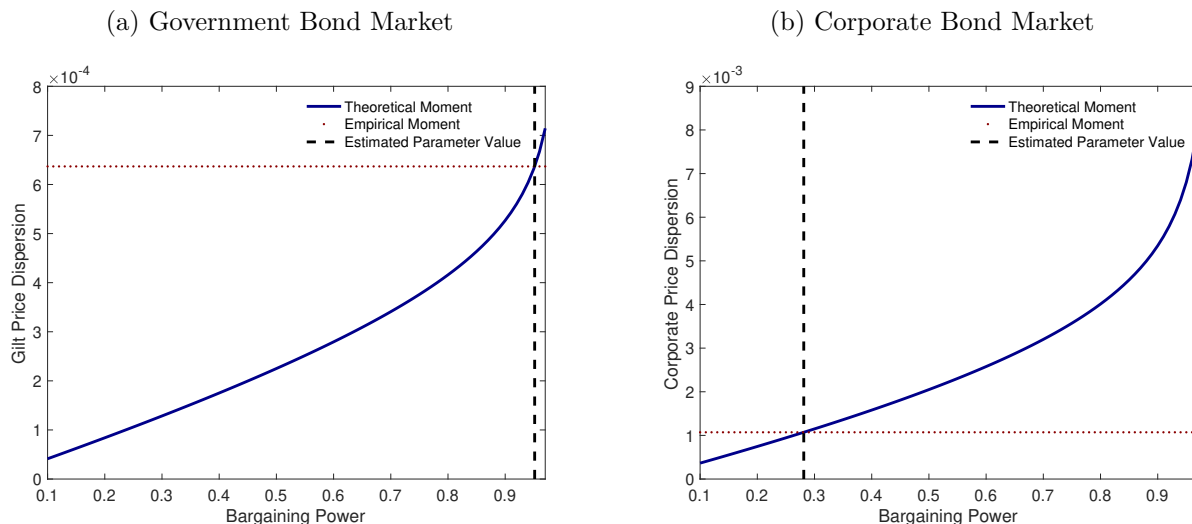 (a) Government Bond Market
×10⁻⁴
8
7
6
5
4
3
2
1
0
Gilt Price Dispersion
Theoretical Moment
Empirical Moment
Estimated Parameter Value
0.1 0.2 0.3 0.4 0.5 0.6 0.7 0.8 0.9
Bargaining Power
(b) Corporate Bond Market
×10⁻³
9
8
7
6
5
4
3
2
1
0
Corporate Price Dispersion
Theoretical Moment
Empirical Moment
Estimated Parameter Value
0.1 0.2 0.3 0.4 0.5 0.6 0.7 0.8 0.9
Bargaining Power